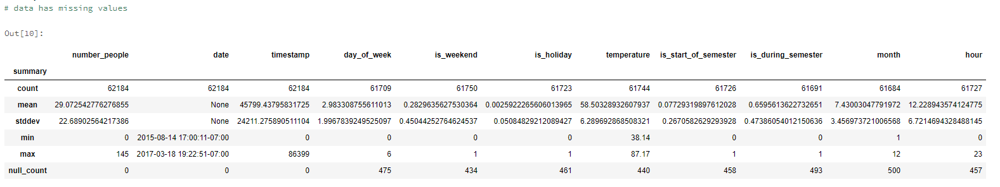 # data has missing values
Out[10]:
number_people date timestamp day_of_week is_weekend is_holiday temperature is_start_of_semester is_during_semester month hour
summary
count 62184 62184 62184 61709 61750 61723 61744 61726 61691 61684 61727
mean 29.072542776276855 None 45799.43795831725 2.983308755611013 0.2829635627530364 0.0025922265606013965 58.50328932607937 0.07729319897612028 0.6595613622732651 7.43003047791972 12.228943574124775
stddev 22.68902564217386 None 24211.275890511104 1.9967839249525097 0.45044252764624537 0.05084829212089427 6.289692868508321 0.2670582629293928 0.47386054012150636 3.456973721006568 6.7214694328488145
min 0 2015-08-14 17:00:11-07:00 0 0 0 0 38.14 0 0 1 0
max 145 2017-03-18 19:22:51-07:00 86399 6 1 1 87.17 1 1 12 23
null_count 0 0 0 475 434 461 440 458 493 500 457